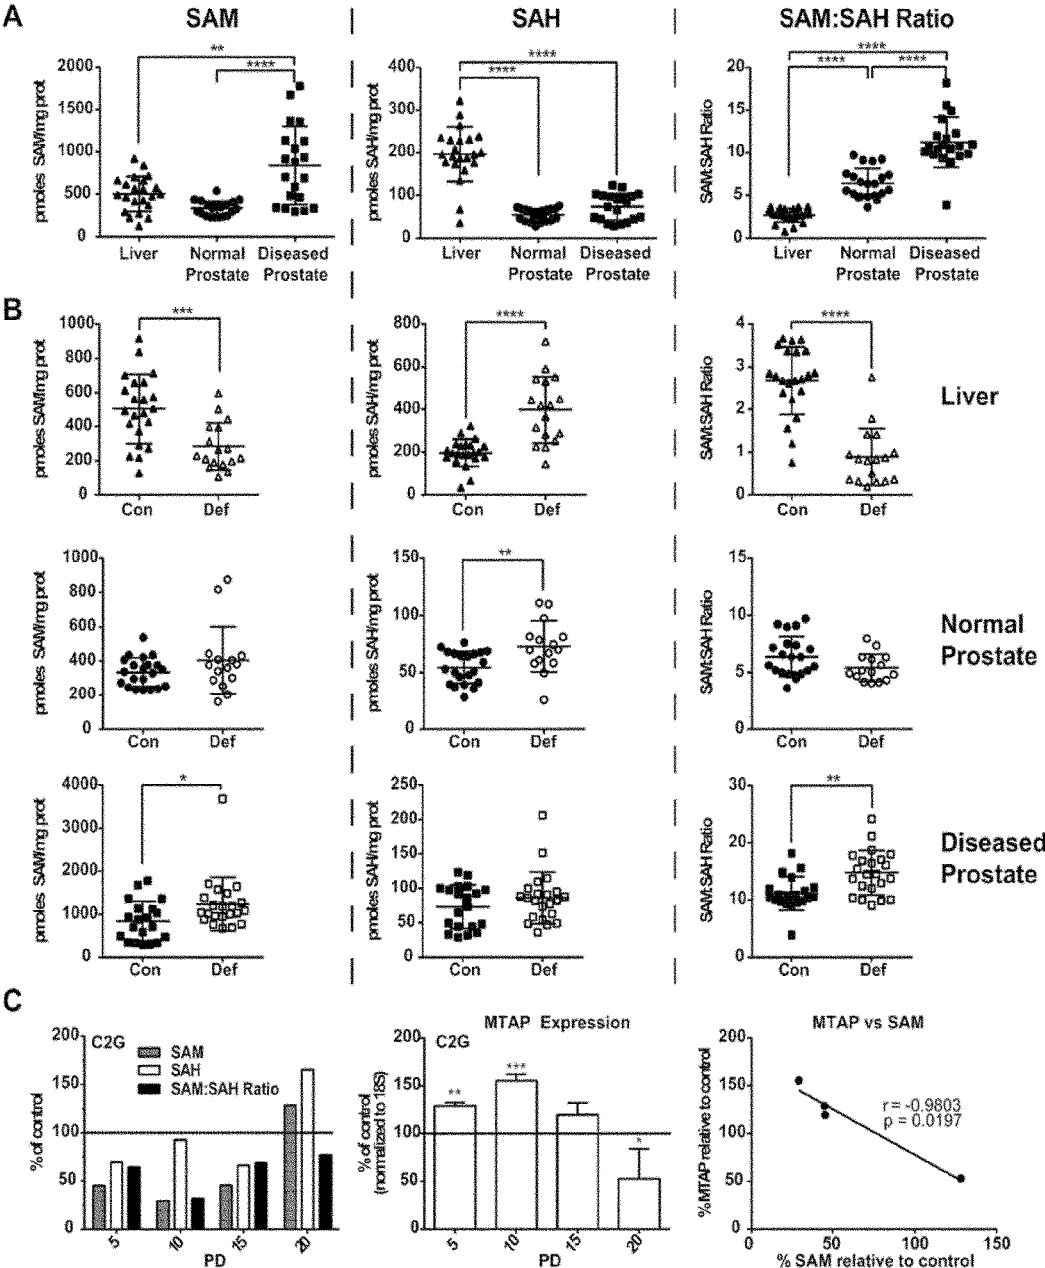 A
SAM
SAH
SAM:SAH Ratio
pmoles SAM/mg prot
2000
1500
1000
500
0
**
****
Liver
Normal
Prostate
Diseased
Prostate
pmoles SAH/mg prot
400
300
200
100
0
****
****
Liver
Normal
Prostate
Diseased
Prostate
SAM:SAH Ratio
20
15
10
5
0
****
****
****
Liver
Normal
Prostate
Diseased
Prostate
B
pmoles SAM/mg prot
1000
800
600
400
200
0
***
Con
Def
pmoles SAH/mg prot
800
600
400
200
0
****
Con
Def
SAM:SAH Ratio
4
3
2
1
0
****
Con
Def
Liver
pmoles SAM/mg prot
1000
800
600
400
200
0
Con
Def
pmoles SAH/mg prot
150
100
50
0
**
Con
Def
SAM:SAH Ratio
15
10
5
0
Con
Def
Normal
Prostate
pmoles SAM/mg prot
4000
3000
2000
1000
0
*
Con
Def
pmoles SAH/mg prot
250
200
150
100
50
0
Con
Def
SAM:SAH Ratio
30
20
10
0
**
Con
Def
Diseased
Prostate
C
% of control
200
150
100
50
0
C2G
SAM
SAH
SAM:SAH Ratio
5
10
15
20
PD
MTAP Expression
% of control
(normalized to 18S)
200
150
100
50
0
C2G
**
***
*
5
10
15
20
PD
MTAP vs SAM
%MTAP relative to control
200
150
100
50
0
r = -0.9803
p = 0.0197
0
50
100
150
% SAM relative to control